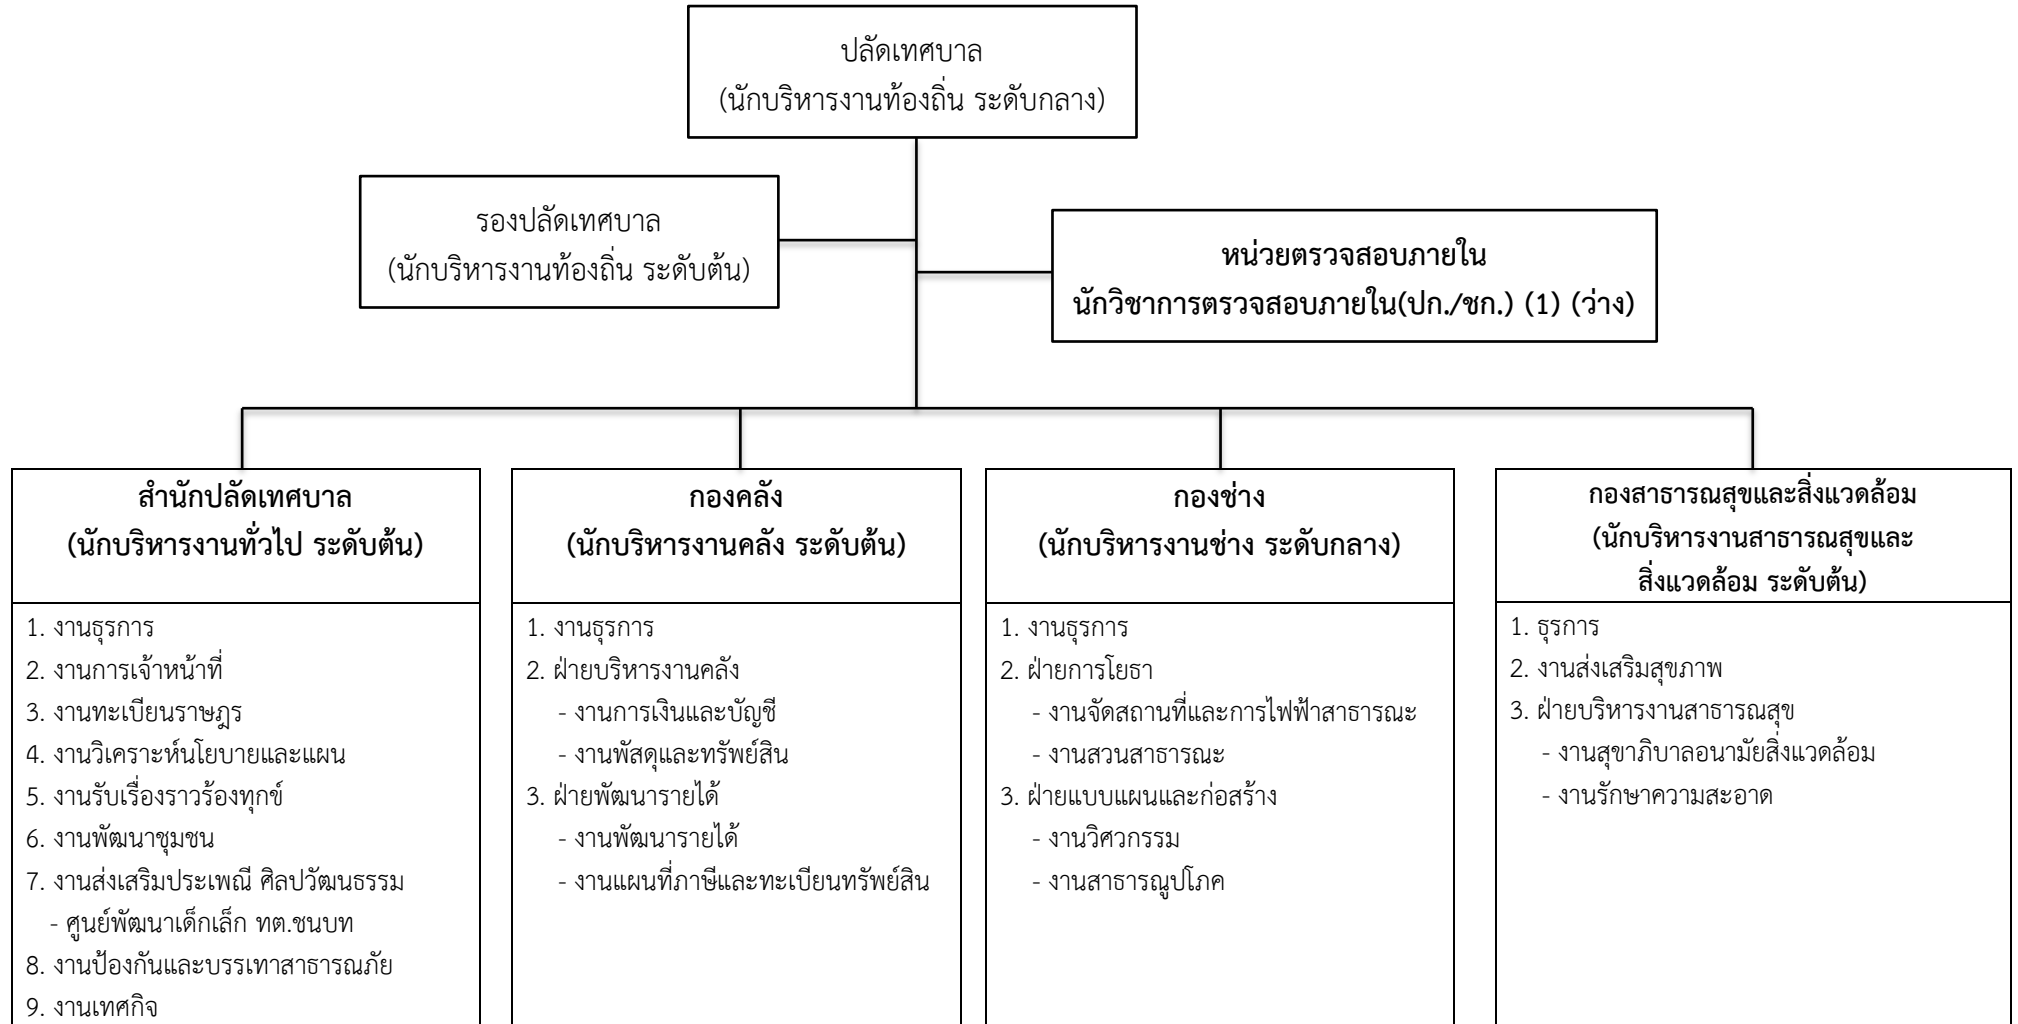 ปลัดเทศบาล
(นักบริหารงานท้องถิ่น ระดับกลาง)
รองปลัดเทศบาล
(นักบริหารงานท้องถิ่น ระดับต้น)
หน่วยตรวจสอบภายใน
นักวิชาการตรวจสอบภายใน(ปก./ชก.) (1) (ว่าง)
สำนักปลัดเทศบาล
(นักบริหารงานทั่วไป ระดับต้น)
1. งานธุรการ
2. งานการเจ้าหน้าที่
3. งานทะเบียนราษฎร
4. งานวิเคราะห์นโยบายและแผน
5. งานรับเรื่องราวร้องทุกข์
6. งานพัฒนาชุมชน
7. งานส่งเสริมประเพณี ศิลปวัฒนธรรม
- ศูนย์พัฒนาเด็กเล็ก ทต.ชนบท
8. งานป้องกันและบรรเทาสาธารณภัย
9. งานเทศกิจ
กองคลัง
(นักบริหารงานคลัง ระดับต้น)
1. งานธุรการ
2. ฝ่ายบริหารงานคลัง
- งานการเงินและบัญชี
- งานพัสดุและทรัพย์สิน
3. ฝ่ายพัฒนารายได้
- งานพัฒนารายได้
- งานแผนที่ภาษีและทะเบียนทรัพย์สิน
กองช่าง
(นักบริหารงานช่าง ระดับกลาง)
1. งานธุรการ
2. ฝ่ายการโยธา
- งานจัดสถานที่และการไฟฟ้าสาธารณะ
- งานสวนสาธารณะ
3. ฝ่ายแบบแผนและก่อสร้าง
- งานวิศวกรรม
- งานสาธารณูปโภค
กองสาธารณสุขและสิ่งแวดล้อม
(นักบริหารงานสาธารณสุขและ
สิ่งแวดล้อม ระดับต้น)
1. ธุรการ
2. งานส่งเสริมสุขภาพ
3. ฝ่ายบริหารงานสาธารณสุข
- งานสุขาภิบาลอนามัยสิ่งแวดล้อม
- งานรักษาความสะอาด